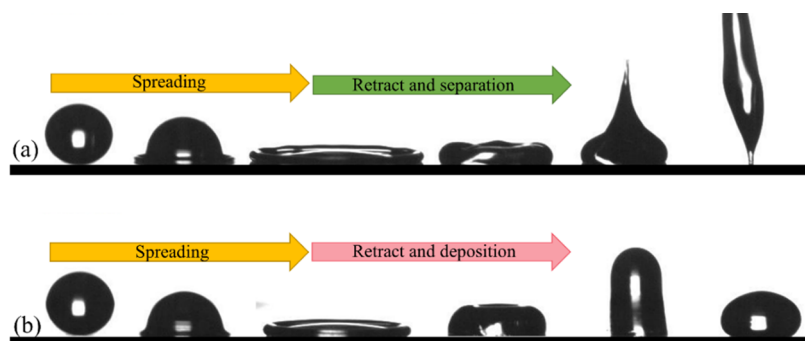 Spreading
Retract and separation
(a)
Spreading
Retract and deposition
(b)